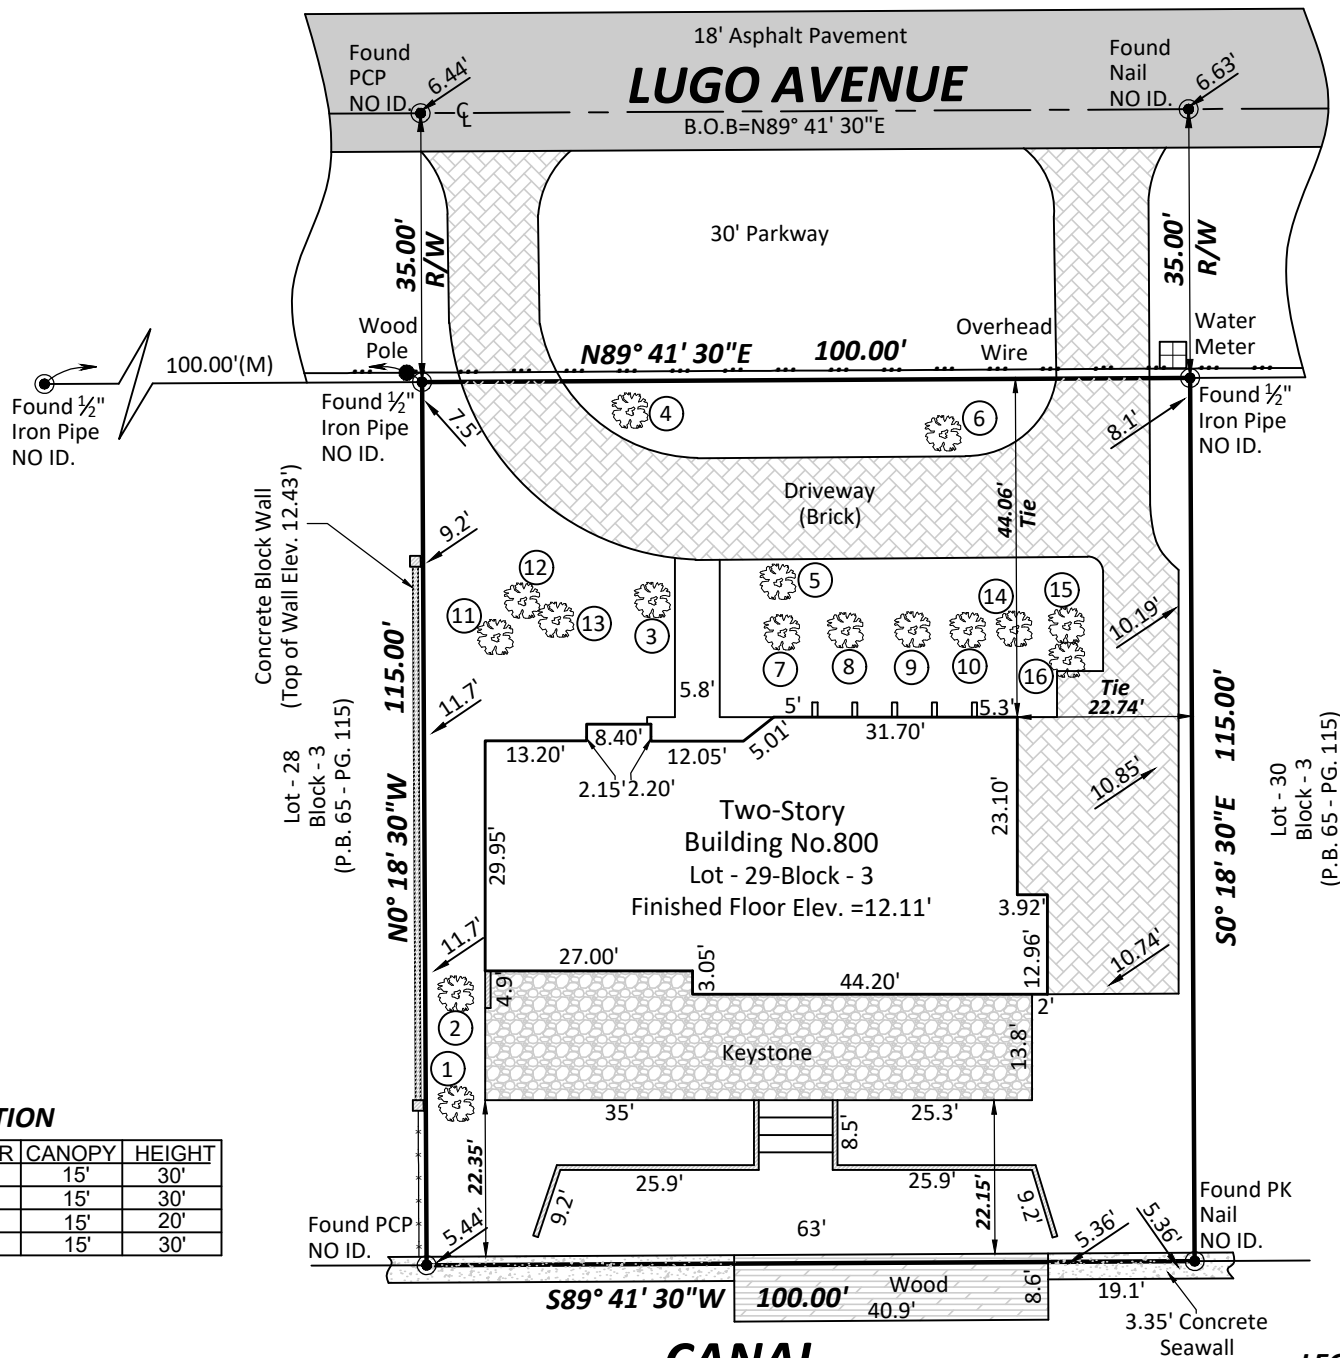 18' Asphalt Pavement
LUGO AVENUE
B.O.B=N89° 41' 30"E
Found
PCP
NO ID.
6.44'
℄
Found
Nail
NO ID.
6.63'
35.00'
R/W
30' Parkway
35.00'
R/W
Wood
Pole
100.00'(M)
N89° 41' 30"E 100.00'
Overhead
Wire
Water
Meter
Found ½"
Iron Pipe
NO ID.
Found ½"
Iron Pipe
NO ID.
7.5'
4
6
8.1'
Found ½"
Iron Pipe
NO ID.
Concrete Block Wall
(Top of Wall Elev. 12.43')
Driveway
(Brick)
44.06'
Tie
9.2'
12
11
13
3
5
14
15
7
8
9
10
16
10.19'
115.00'
11.7'
5.8'
5'
5.3'
Tie
22.74'
31.70'
13.20'
8.40'
12.05'
5.01'
2.15'
2.20'
Lot - 28
Block - 3
(P.B. 65 - PG. 115)
N0° 18' 30"W
29.95'
Two-Story
Building No.800
Lot - 29-Block - 3
Finished Floor Elev. =12.11'
23.10'
10.85'
S0° 18' 30"E 115.00'
Lot - 30
Block - 3
(P.B. 65 - PG. 115)
3.92'
12.96'
10.74'
11.7'
27.00'
3.05'
44.20'
4.9'
2'
2
1
Keystone
13.8'
35'
25.3'
8.5'
22.35'
25.9'
25.9'
9.2'
9.2'
22.15'
63'
TION
R CANOPY HEIGHT
15' 30'
15' 30'
15' 20'
15' 30'
Found PCP
NO ID.
5.44'
5.36'
5.36'
Found PK
Nail
NO ID.
S89° 41' 30"W 100.00'
Wood
40.9'
8.6'
19.1'
3.35' Concrete
Seawall
CANAL